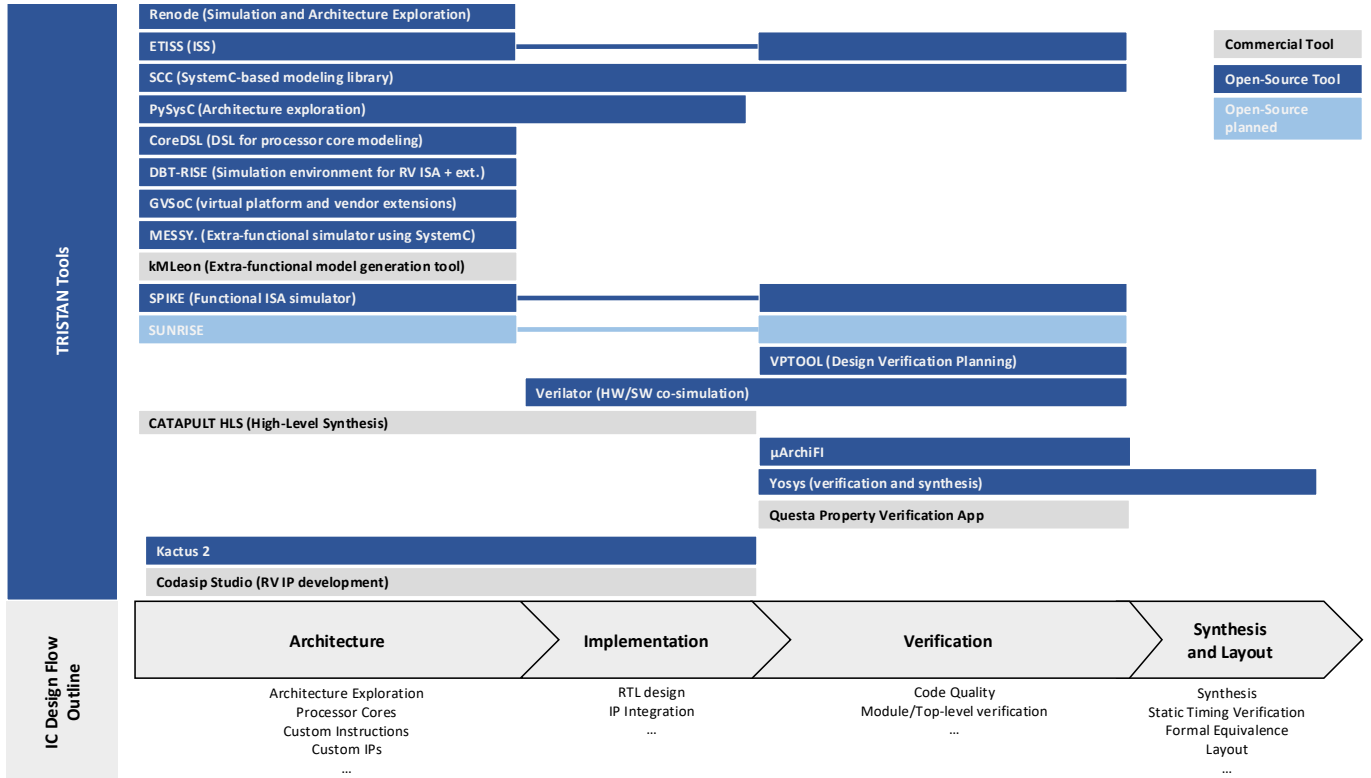 Renode (Simulation and Architecture Exploration)
ETISS (ISS)
SCC (SystemC-based modeling library)
PySysC (Architecture exploration)
CoreDSL (DSL for processor core modeling)
DBT-RISE (Simulation environment for RV ISA + ext.)
GVSoC (virtual platform and vendor extensions)
MESSY. (Extra-functional simulator using SystemC)
kMLeon (Extra-functional model generation tool)
SPIKE (Functional ISA simulator)
SUNRISE
VPTOOL (Design Verification Planning)
Verilator (HW/SW co-simulation)
CATAPULT HLS (High-Level Synthesis)
µArchiFI
Yosys (verification and synthesis)
Questa Property Verification App
Kactus 2
Codasip Studio (RV IP development)
Commercial Tool
Open-Source Tool
Open-Source
planned
TRISTAN Tools
IC Design Flow
Outline
Architecture
Implementation
Verification
Synthesis
and Layout
Architecture Exploration
Processor Cores
Custom Instructions
Custom IPs
…
RTL design
IP Integration
…
Code Quality
Module/Top-level verification
…
Synthesis
Static Timing Verification
Formal Equivalence
Layout
…